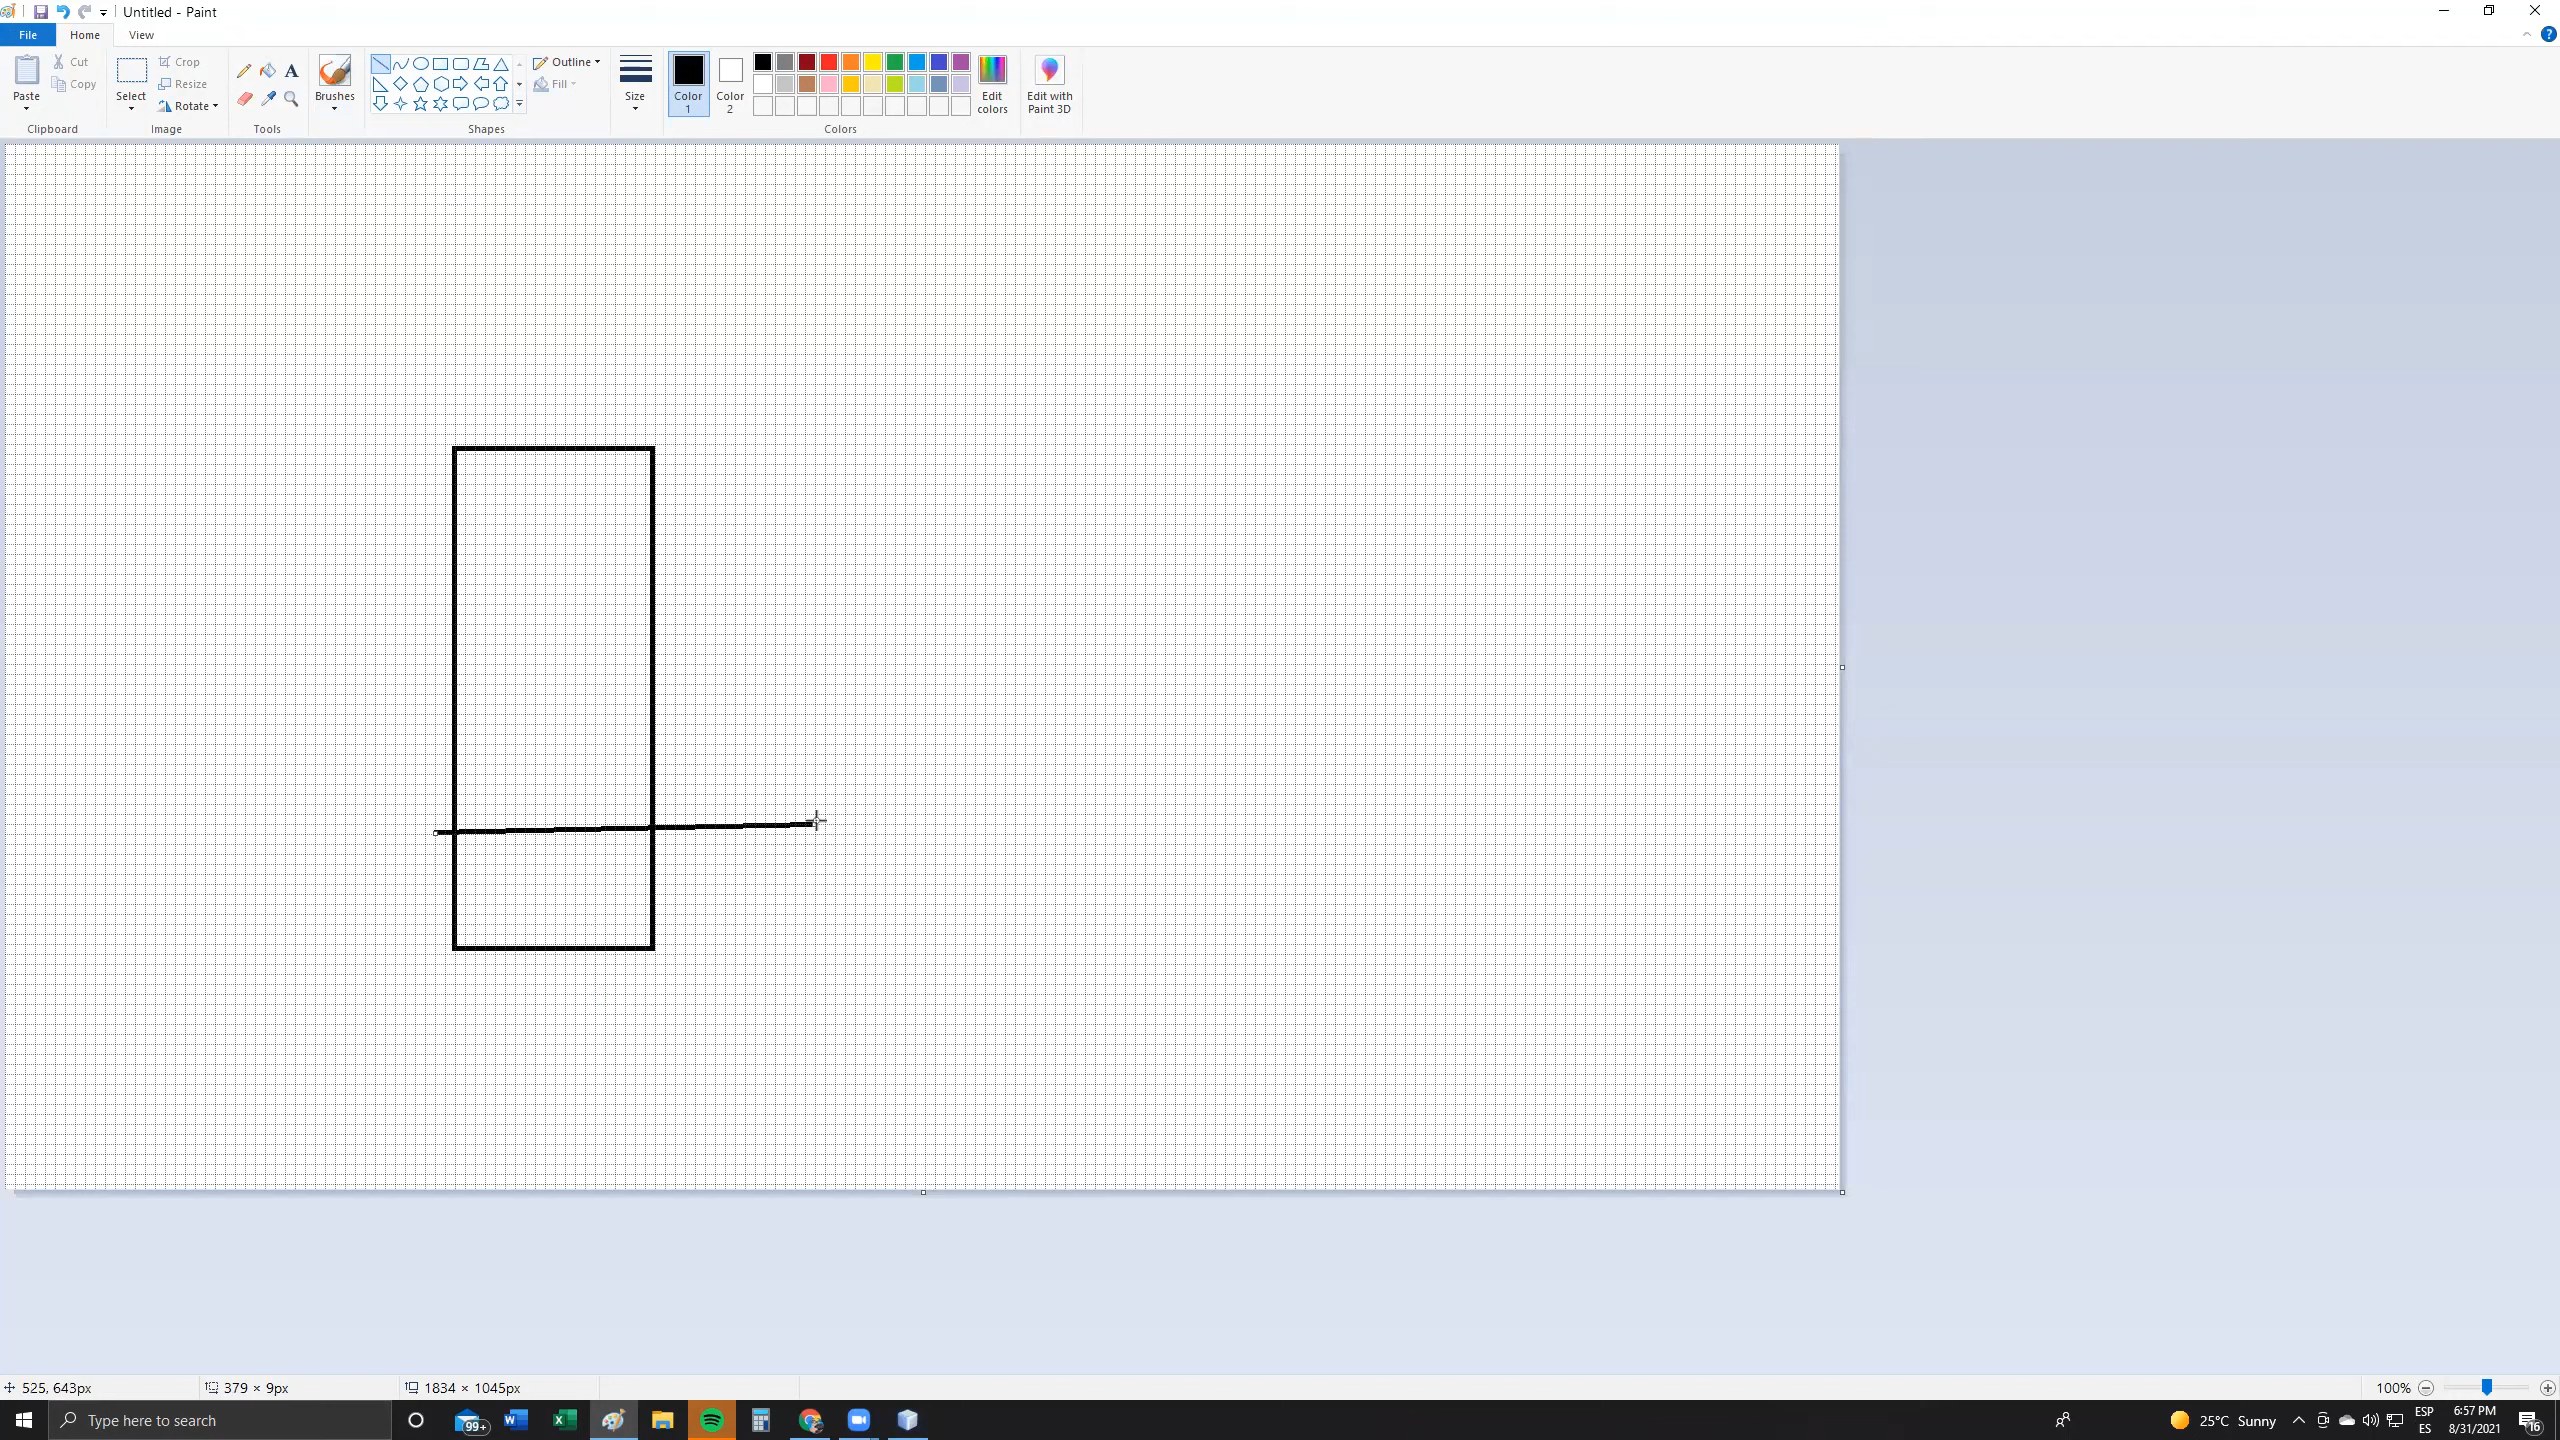 Untitled - Paint
File Home View
Paste Cut Copy Clipboard
Select Crop Resize Rotate Image
Tools
Brushes
Outline Fill Shapes
Size
Color 1 Color 2 Edit colors Colors
Edit with Paint 3D
525, 643px 379 × 9px 1834 × 1045px 100%
Type here to search 99+ 25°C Sunny ESP ES 6:57 PM 8/31/2021 16